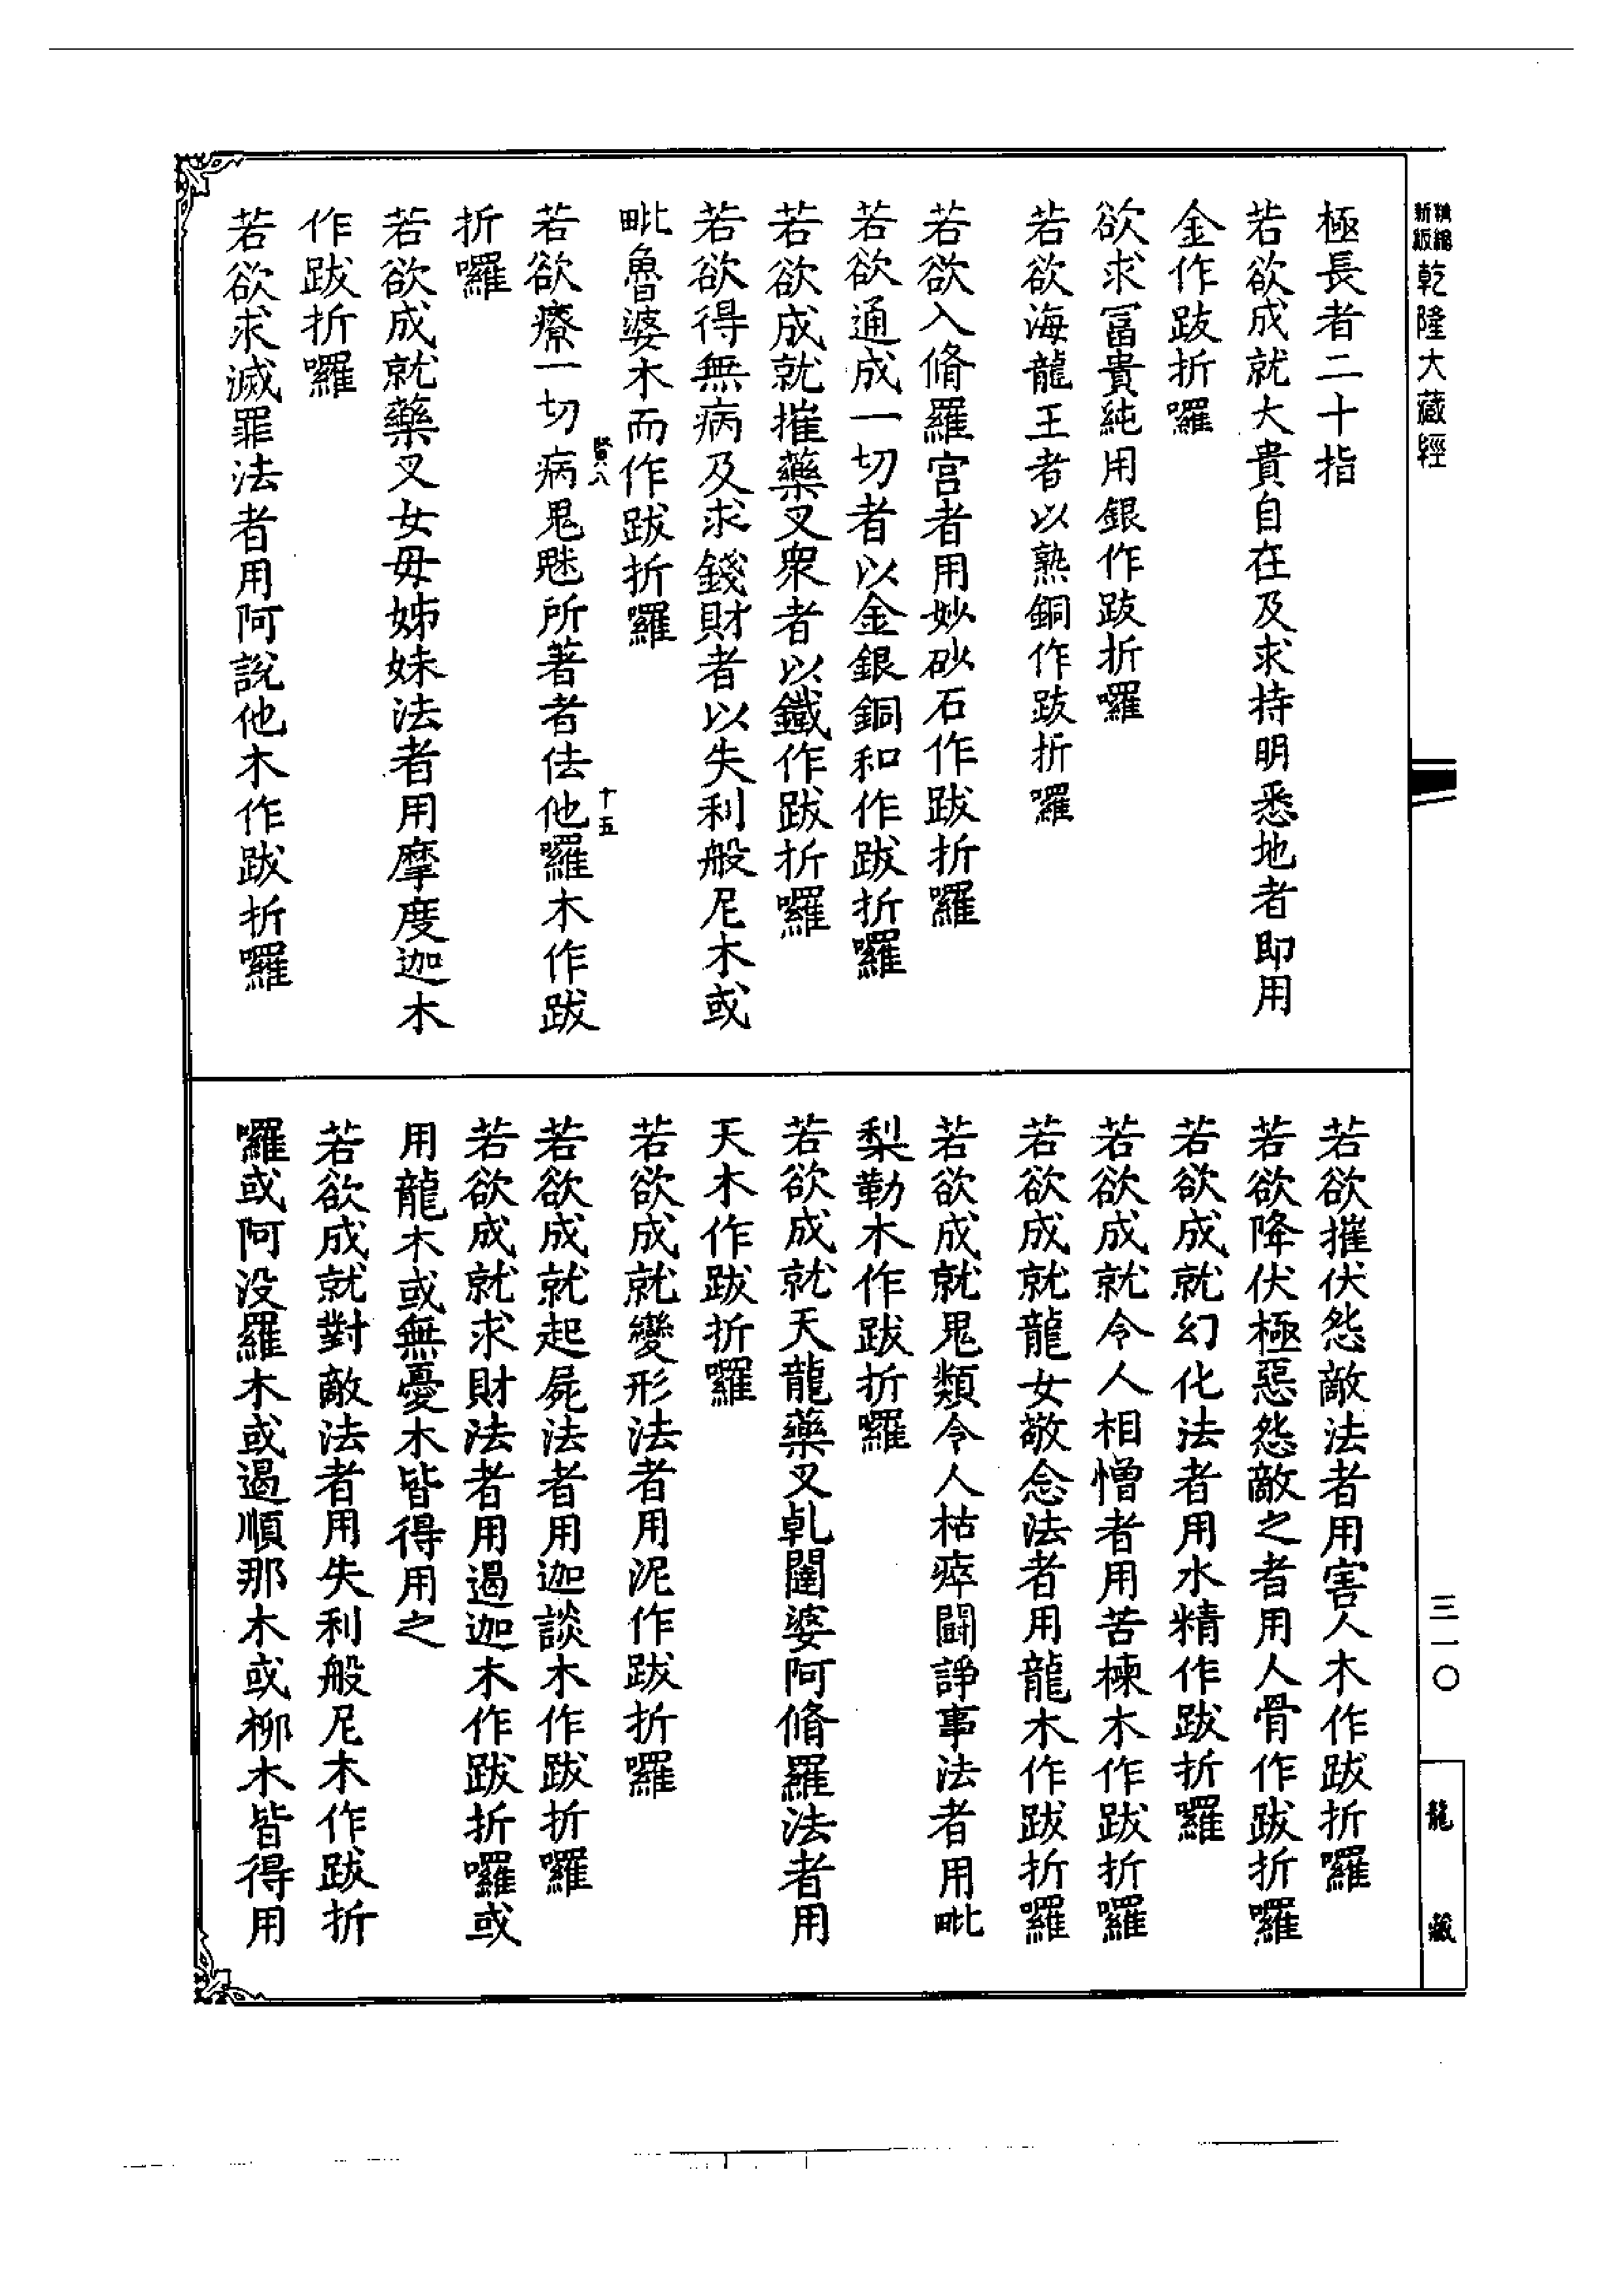 精縮
新版
乾隆大藏經
極長者二十指
若欲成就大貴自在及求持明悉地者即用
金作跋折囉
欲求冨貴純用銀作跋折囉
若欲海龍王者以熟銅作跋折囉
若欲入脩羅宮者用妙砂石作跋折囉
若欲通成一切者以金銀銅和作跋折囉
若欲成就摧藥叉衆者以鐵作跋折囉
若欲得無病及求錢財者以失利般尼木或
毗魯婆木而作跋折囉
賢八
十五
若欲療一切病鬼魅所著者佉他羅木作跋
折囉
若欲成就藥叉女毋姊妹法者用摩度迦木
作跋折囉
若欲求滅罪法者用阿說他木作跋折囉
若欲摧伏怨敵法者用害人木作跋折囉
若欲降伏極惡怨敵之者用人骨作跋折囉
若欲成就幻化法者用水精作跋折囉
若欲成就令人相憎者用苦楝木作跋折囉
若欲成就龍女敬念法者用龍木作跋折囉
若欲成就鬼類令人枯瘁鬪諍事法者用毗
梨勒木作跋折囉
若欲成就天龍藥叉乹闥婆阿脩羅法者用
天木作跋折囉
若欲成就變形法者用泥作跋折囉
若欲成就起屍法者用迦談木作跋折囉
若欲成就求財法者用遏迦木作跋折囉或
用龍木或無憂木皆得用之
若欲成就對敵法者用失利般尼木作跋折
囉或阿没羅木或遏順那木或柳木皆得用
三一〇
龍藏